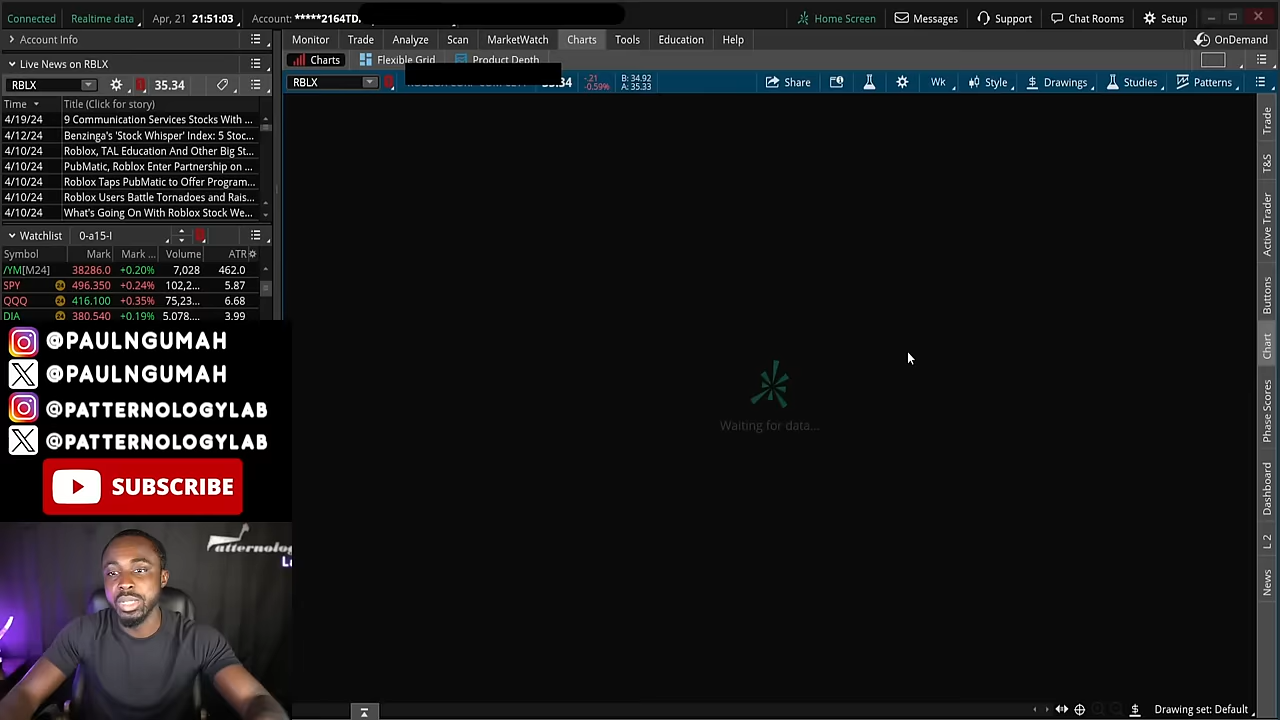 Connected Realtime data Apr, 21 21:51:03 Account: *****2164TD. Home Screen Messages Support Chat Rooms Setup
Account Info Monitor Trade Analyze Scan MarketWatch Charts Tools Education Help OnDemand
Live News on RBLX Charts Flexible Grid Product Depth
RBLX 35.34 RBLX -.21 -0.59% B: 34.92 A: 35.33 Share Wk Style Drawings Studies Patterns
Time Title (Click for story)
4/19/24 9 Communication Services Stocks With ...
4/12/24 Benzinga's 'Stock Whisper' Index: 5 Stoc...
4/10/24 Roblox, TAL Education And Other Big St...
4/10/24 PubMatic, Roblox Enter Partnership on ...
4/10/24 Roblox Taps PubMatic to Offer Program...
4/10/24 Roblox Users Battle Tornadoes and Rais...
4/10/24 What's Going On With Roblox Stock We...
Watchlist 0-a15-I
Symbol Mark Mark ... Volume ATR
/YM[M24] 38286.0 +0.20% 7,028 462.0
SPY 496.350 +0.24% 102,2... 5.87
QQQ 416.100 +0.35% 75,23... 6.68
DIA 380.540 +0.19% 5,078.... 3.99
@PAULNGUMAH
@PAULNGUMAH
@PATTERNOLOGYLAB
@PATTERNOLOGYLAB
SUBSCRIBE
Waiting for data...
Trade
T&S
Active Trader
Buttons
Chart
Phase Scores
Dashboard
L 2
News
Drawing set: Default